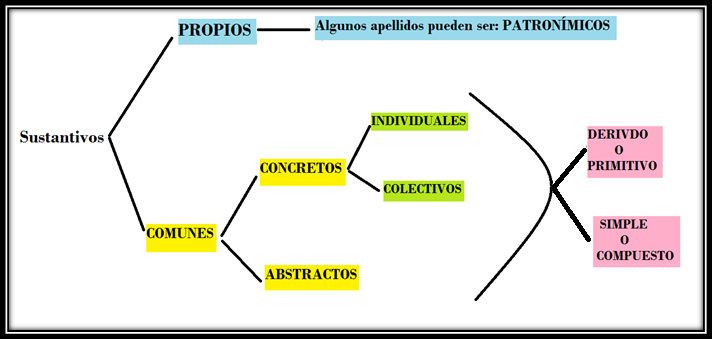 PROPIOS
Algunos apellidos pueden ser: PATRONÍMICOS
Sustantivos
COMUNES
CONCRETOS
INDIVIDUALES
COLECTIVOS
ABSTRACTOS
DERIVDO
O
PRIMITIVO
SIMPLE
O
COMPUESTO